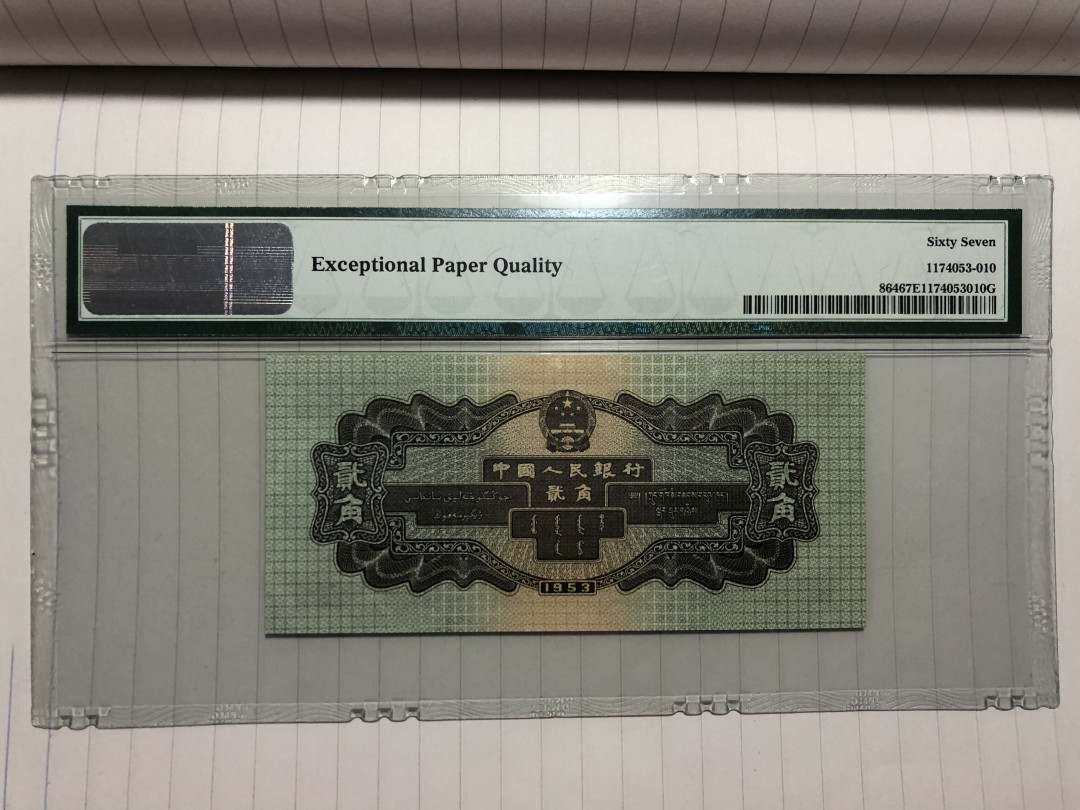 Exceptional Paper Quality
Sixty Seven
1174053-010
86467E1174053010G
中國人民銀行
貳角
貳角
貳角
1953